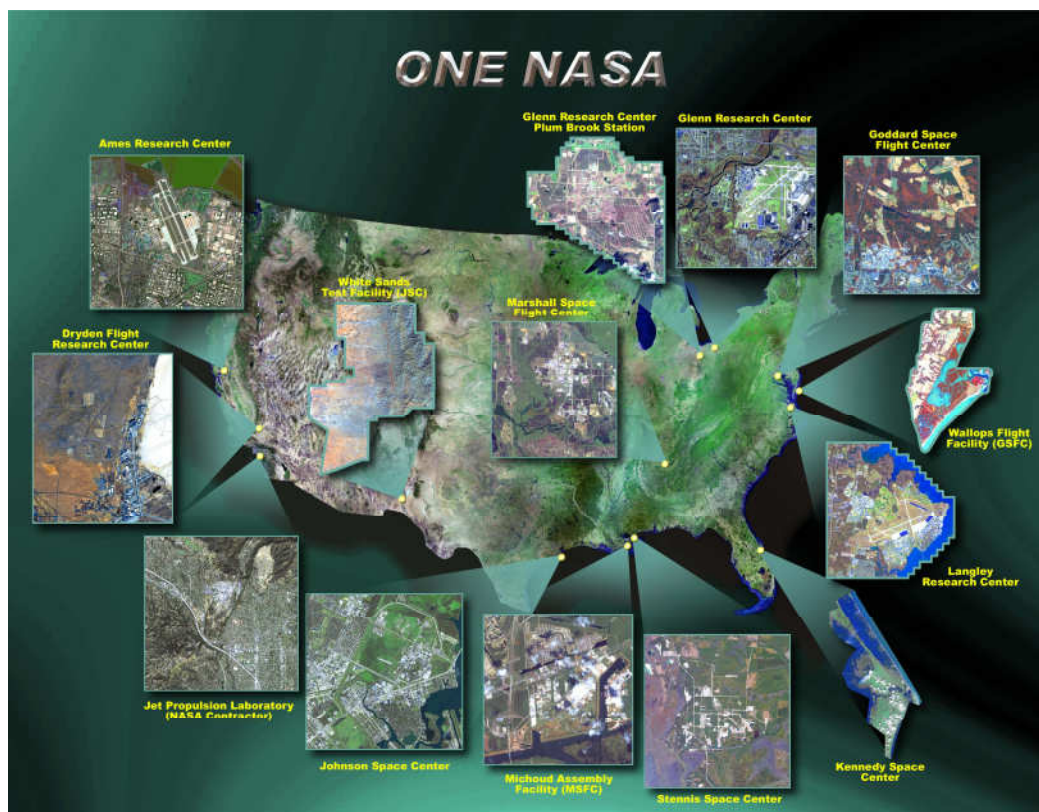 ONE NASA
Glenn Research Center
Plum Brook Station
Glenn Research Center
Goddard Space
Flight Center
Ames Research Center
White Sands
Test Facility (JSC)
Marshall Space
Flight Center
Dryden Flight
Research Center
Wallops Flight
Facility (GSFC)
Langley
Research Center
Jet Propulsion Laboratory
(NASA Contractor)
Johnson Space Center
Michoud Assembly
Facility (MSFC)
Stennis Space Center
Kennedy Space
Center